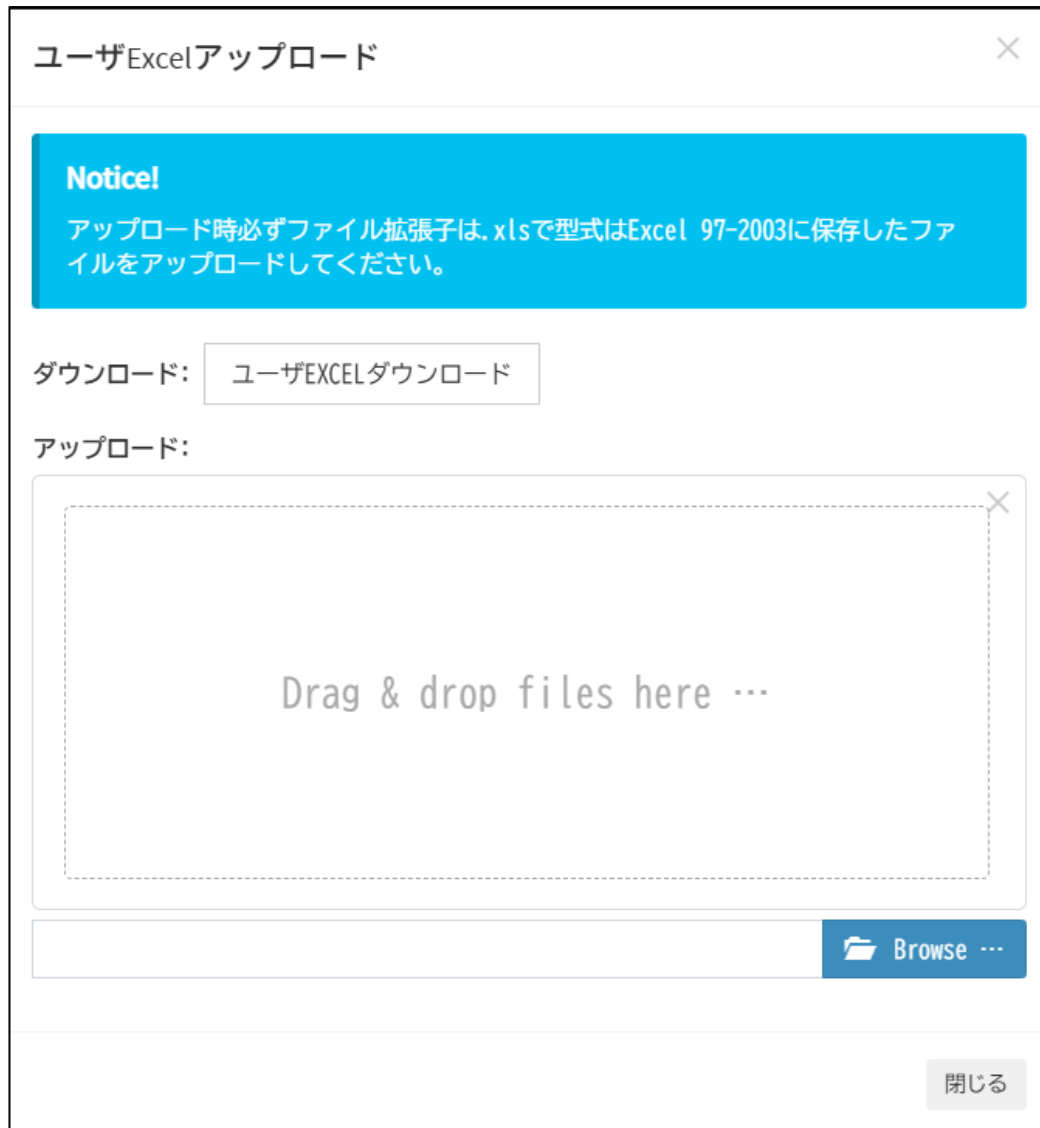 ユーザExcelアップロード
Notice!
アップロード時必ずファイル拡張子は.xlsで型式はExcel 97-2003に保存したファ
イルをアップロードしてください。
ダウンロード: ユーザEXCELダウンロード
アップロード:
Drag & drop files here …
Browse …
閉じる